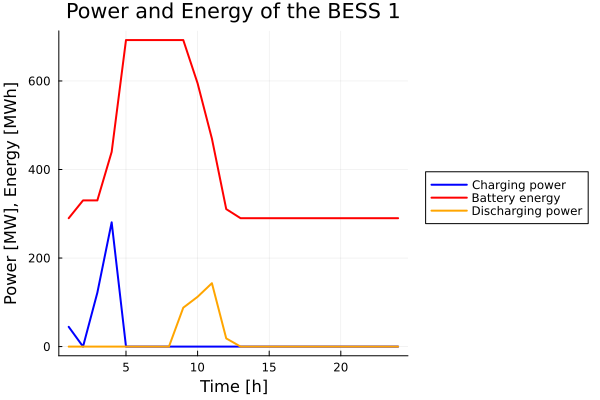 Power and Energy of the BESS 1
Power [MW], Energy [MWh]
600
400
200
0
5
10
15
20
Time [h]
Charging power
Battery energy
Discharging power